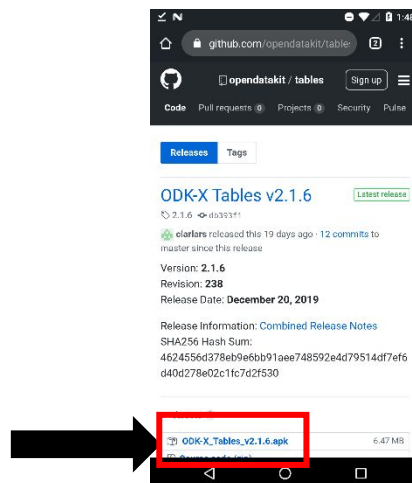 1:48
github.com/opendatakit/table 2
opendatakit / tables Sign up
Code Pull requests 0 Projects 0 Security Pulse
Releases Tags
ODK-X Tables v2.1.6 Latest release
2.1.6 db393f1
clarlars released this 19 days ago · 12 commits to
master since this release
Version: 2.1.6
Revision: 238
Release Date: December 20, 2019
Release Information: Combined Release Notes
SHA256 Hash Sum:
4624556d378eb9e6bb91aee748592e4d79514df7ef6
d40d278e02c1fc7d2f530
ODK-X_Tables_v2.1.6.apk 6.47 MB
Source code (zip)